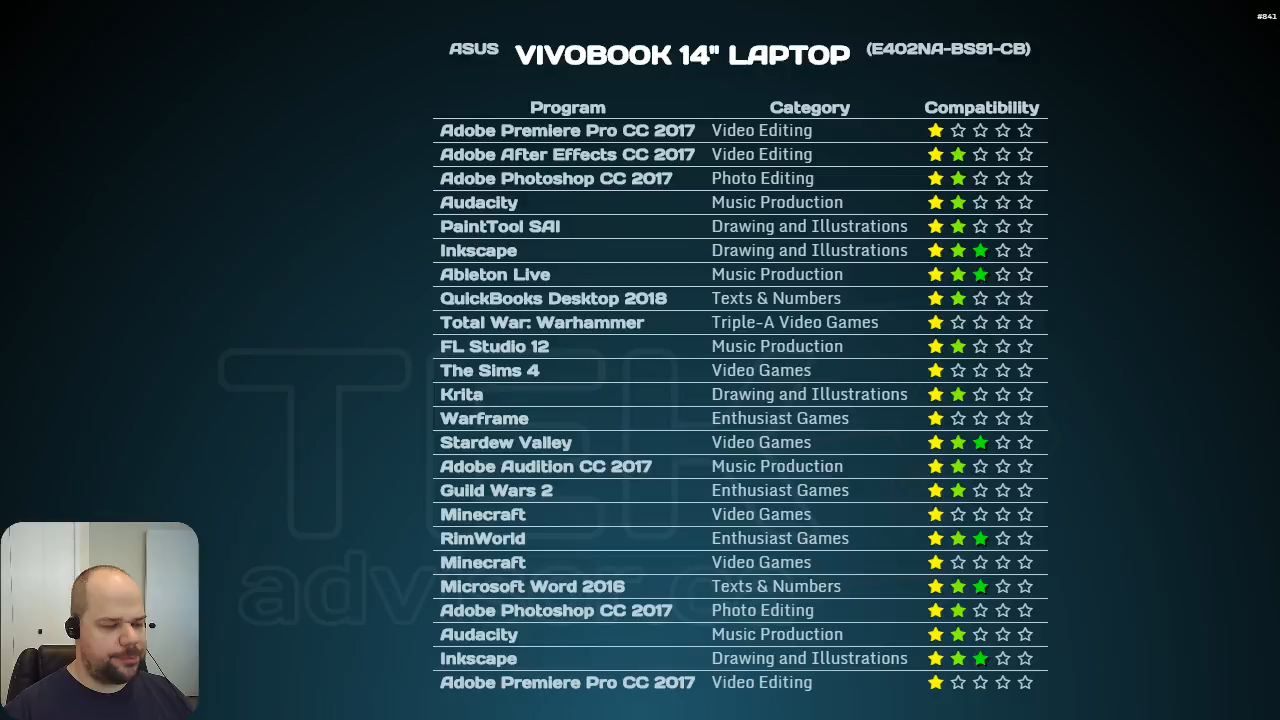 #841
ASUS VIVOBOOK 14" LAPTOP (E402NA-BS91-CB)
Program Category Compatibility
Adobe Premiere Pro CC 2017 Video Editing
Adobe After Effects CC 2017 Video Editing
Adobe Photoshop CC 2017 Photo Editing
Audacity Music Production
PaintTool SAI Drawing and Illustrations
Inkscape Drawing and Illustrations
Ableton Live Music Production
QuickBooks Desktop 2018 Texts & Numbers
Total War: Warhammer Triple-A Video Games
FL Studio 12 Music Production
The Sims 4 Video Games
Krita Drawing and Illustrations
Warframe Enthusiast Games
Stardew Valley Video Games
Adobe Audition CC 2017 Music Production
Guild Wars 2 Enthusiast Games
Minecraft Video Games
RimWorld Enthusiast Games
Minecraft Video Games
Microsoft Word 2016 Texts & Numbers
Adobe Photoshop CC 2017 Photo Editing
Audacity Music Production
Inkscape Drawing and Illustrations
Adobe Premiere Pro CC 2017 Video Editing